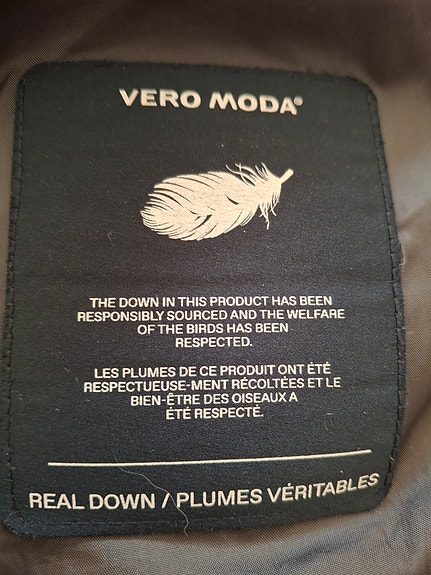 VERO MODA®
THE DOWN IN THIS PRODUCT HAS BEEN
RESPONSIBLY SOURCED AND THE WELFARE
OF THE BIRDS HAS BEEN
RESPECTED.
LES PLUMES DE CE PRODUIT ONT ÉTÉ
RESPECTUEUSE-MENT RÉCOLTÉES ET LE
BIEN-ÊTRE DES OISEAUX A
ÉTÉ RESPECTÉ.
REAL DOWN / PLUMES VÉRITABLES